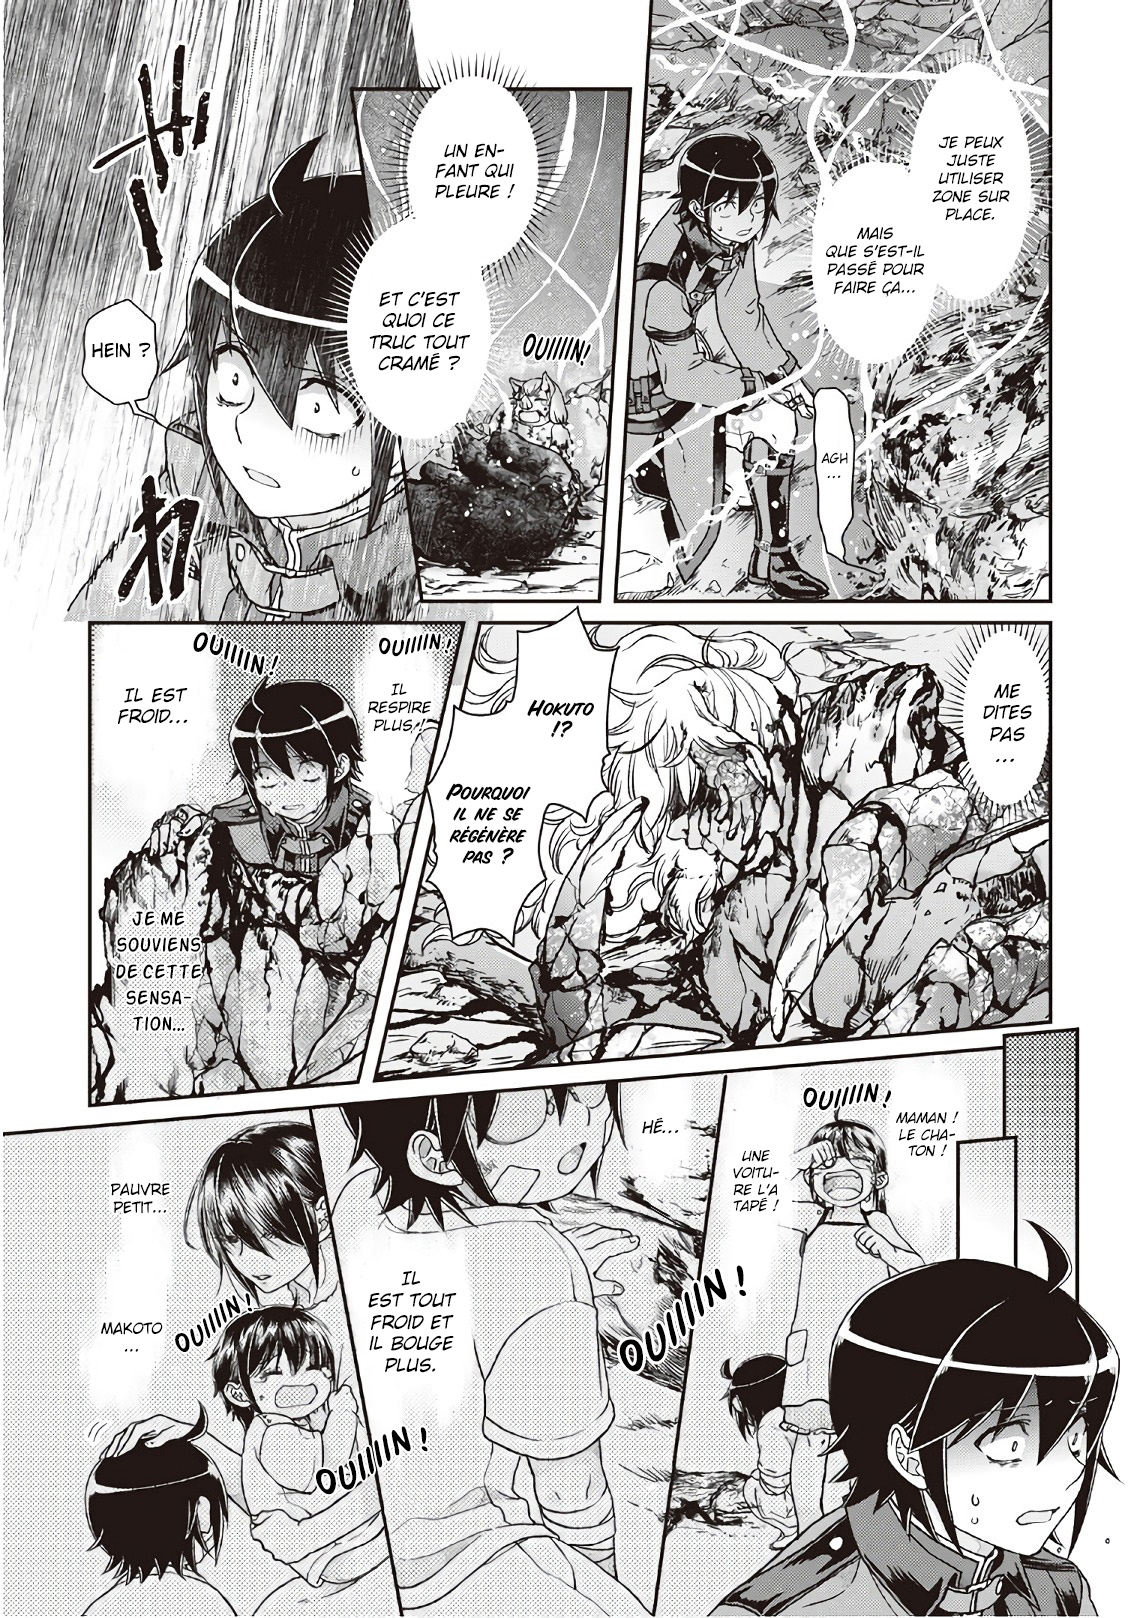 JE PEUX
JUSTE
UTILISER
ZONE SUR
PLACE.
MAIS
QUE S'EST-IL
PASSÉ POUR
FAIRE ÇA...
AGH
...
UN EN-
FANT QUI
PLEURE !
ET C'EST
QUOI CE
TRUC TOUT
CRAMÉ ?
OUIIIIN!
HEIN ?
ME
DITES
PAS
...
HOKUTO
!?
POURQUOI
IL NE SE
RÉGÉNÈRE
PAS ?
OUIIIIN !
IL
RESPIRE
PLUS !
OUIIIIN !
IL EST
FROID...
JE ME
SOUVIENS
DE CETTE
SENSA-
TION...
OUIIIIN !
MAMAN !
LE CHA-
TON !
UNE
VOITU-
RE L'A
TAPÉ !
HÉ...
OUIIIIN !
IL
EST TOUT
FROID ET
IL BOUGE
PLUS.
OUIIIIN !
PAUVRE
PETIT...
OUIIIIN !
MAKOTO
...